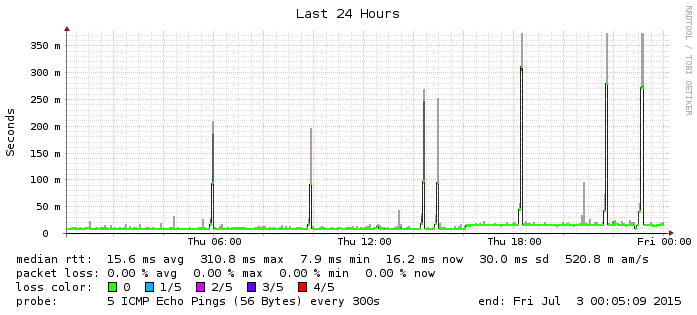 Last 24 Hours
RRDTOOL / TOBI OETIKER
Seconds
350 m
300 m
250 m
200 m
150 m
100 m
50 m
0
Thu 06:00 Thu 12:00 Thu 18:00 Fri 00:00
median rtt: 15.6 ms avg 310.8 ms max 7.9 ms min 16.2 ms now 30.0 ms sd 520.8 m am/s
packet loss: 0.00 % avg 0.00 % max 0.00 % min 0.00 % now
loss color: 0 1/5 2/5 3/5 4/5
probe: 5 ICMP Echo Pings (56 Bytes) every 300s end: Fri Jul 3 00:05:09 2015